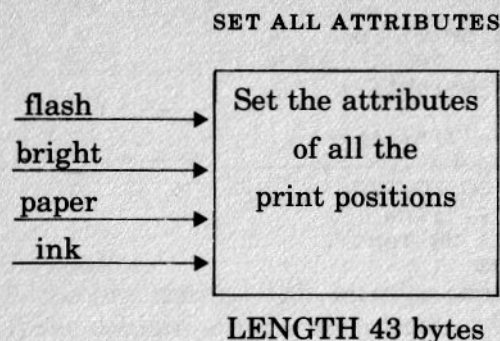 SET ALL ATTRIBUTES
flash
bright
paper
ink
Set the attributes
of all the
print positions
LENGTH 43 bytes